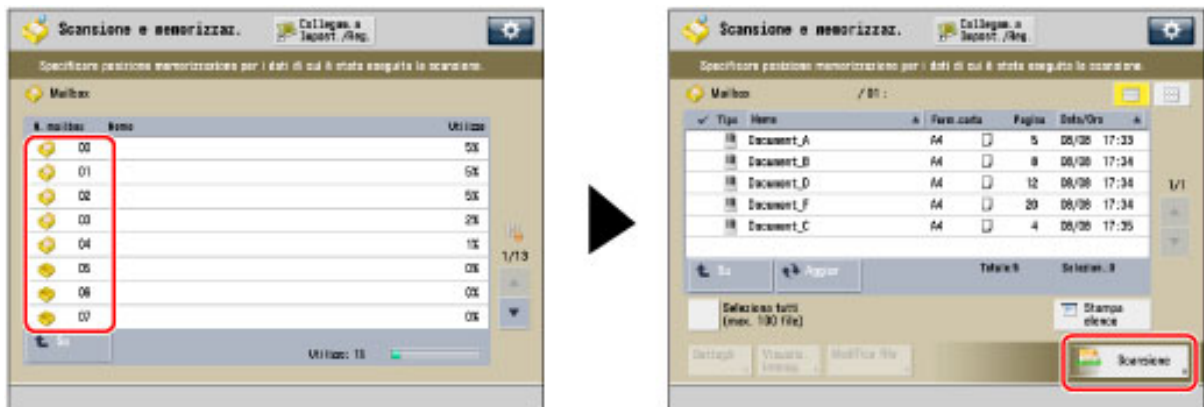 Scansione e memorizzaz.
Collegam. a
Impost./Reg.
Specificare posizione memorizzazione per i dati di cui è stata eseguita la scansione.
Mailbox
N. mailbox Nome Utilizzo
00 5%
01 5%
02 5%
03 2%
04 1%
05 0%
06 0%
07 0%
1/13
Su
Utilizzo: 1%
Scansione e memorizzaz.
Collegam. a
Impost./Reg.
Specificare posizione memorizzazione per i dati di cui è stata eseguita la scansione.
Mailbox /01:
Tipo Nome Form.carta Pagina Data/Ora
Document_A A4 5 08/08 17:33
Document_B A4 8 08/08 17:34
Document_D A4 12 08/08 17:34
Document_F A4 20 08/08 17:34
Document_C A4 4 08/08 17:35
1/1
Su Aggior Totale:5 Selezion.:0
Seleziona tutti
(max. 100 file)
Stampa
elenco
Dettagli Visualiz. Modifica file
Scansione